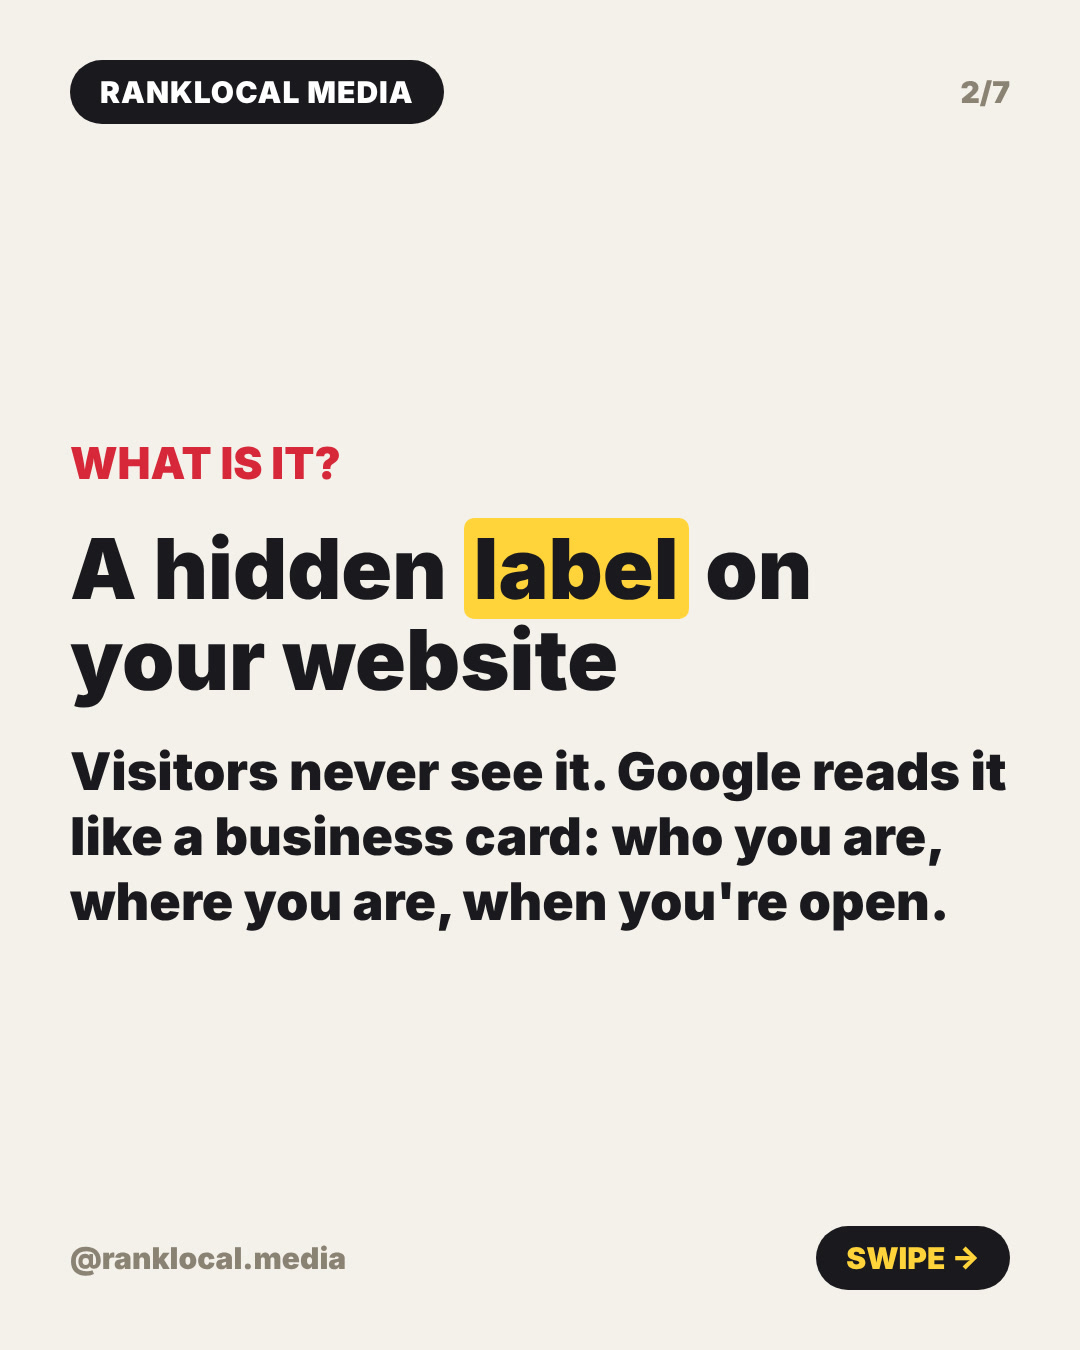 RANKLOCAL MEDIA
2/7
WHAT IS IT?
A hidden label on
your website
Visitors never see it. Google reads it
like a business card: who you are,
where you are, when you're open.
@ranklocal.media
SWIPE →